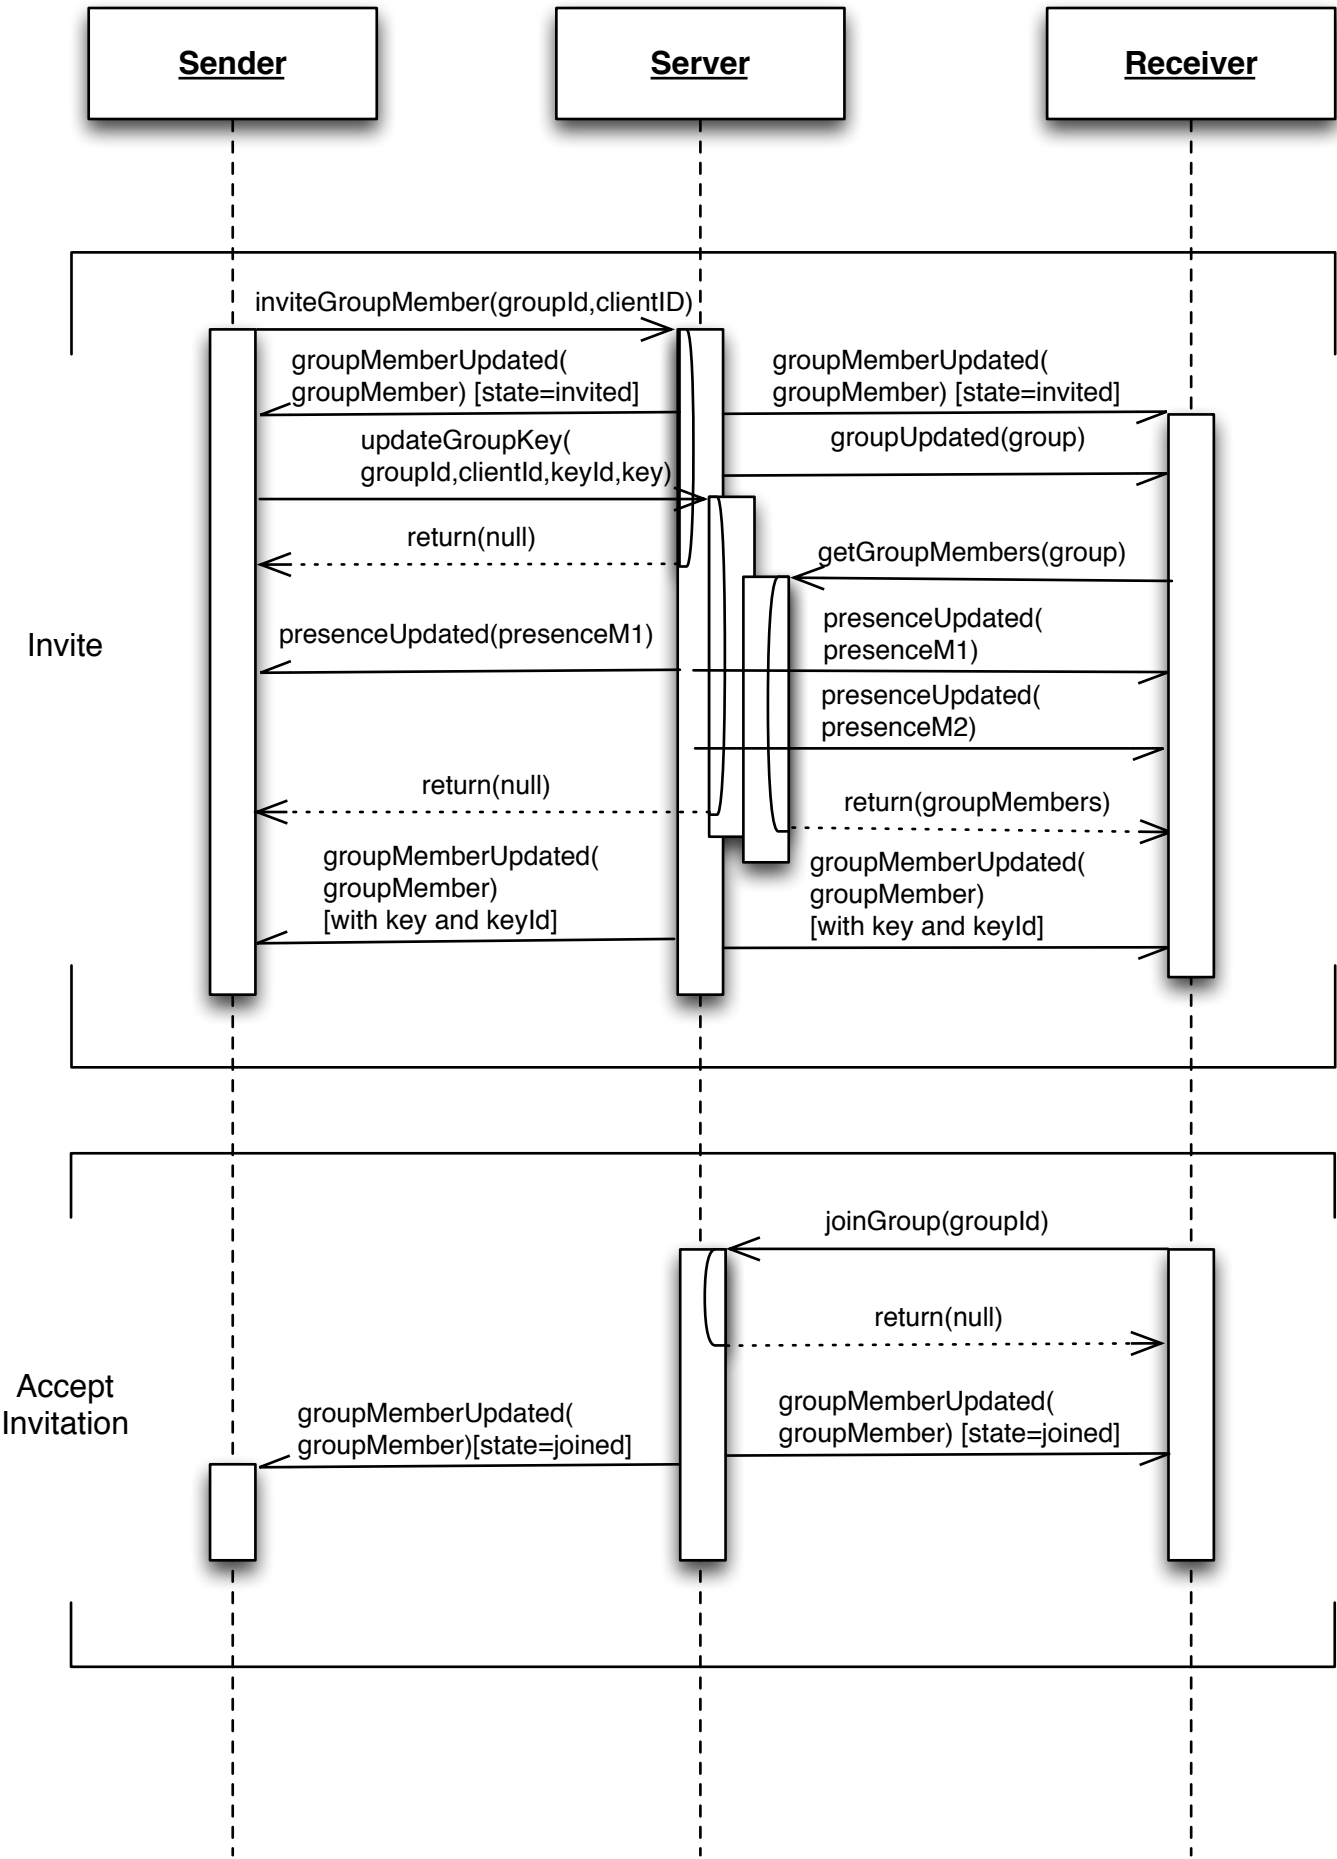 Sender
Server
Receiver
inviteGroupMember(groupId,clientID)
groupMemberUpdated(
groupMember) [state=invited]
groupMemberUpdated(
groupMember) [state=invited]
updateGroupKey(
groupId,clientId,keyId,key)
groupUpdated(group)
return(null)
getGroupMembers(group)
Invite
presenceUpdated(presenceM1)
presenceUpdated(
presenceM1)
presenceUpdated(
presenceM2)
return(null)
return(groupMembers)
groupMemberUpdated(
groupMember)
[with key and keyId]
groupMemberUpdated(
groupMember)
[with key and keyId]
joinGroup(groupId)
return(null)
Accept
Invitation
groupMemberUpdated(
groupMember)[state=joined]
groupMemberUpdated(
groupMember) [state=joined]